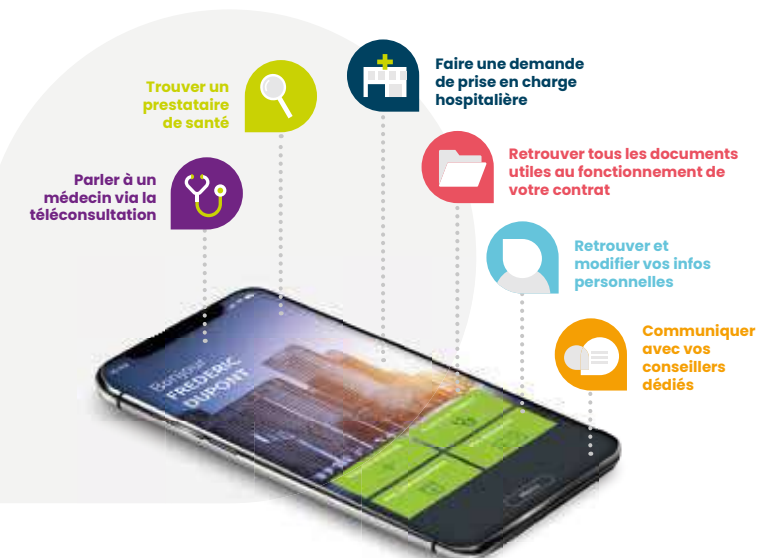 Trouver un
prestataire
de santé
Faire une demande
de prise en charge
hospitalière
Parler à un
médecin via la
téléconsultation
Retrouver tous les documents
utiles au fonctionnement de
votre contrat
Retrouver et
modifier vos infos
personnelles
Communiquer
avec vos
conseillers
dédiés
Bonjour
FREDERIC
DUPONT